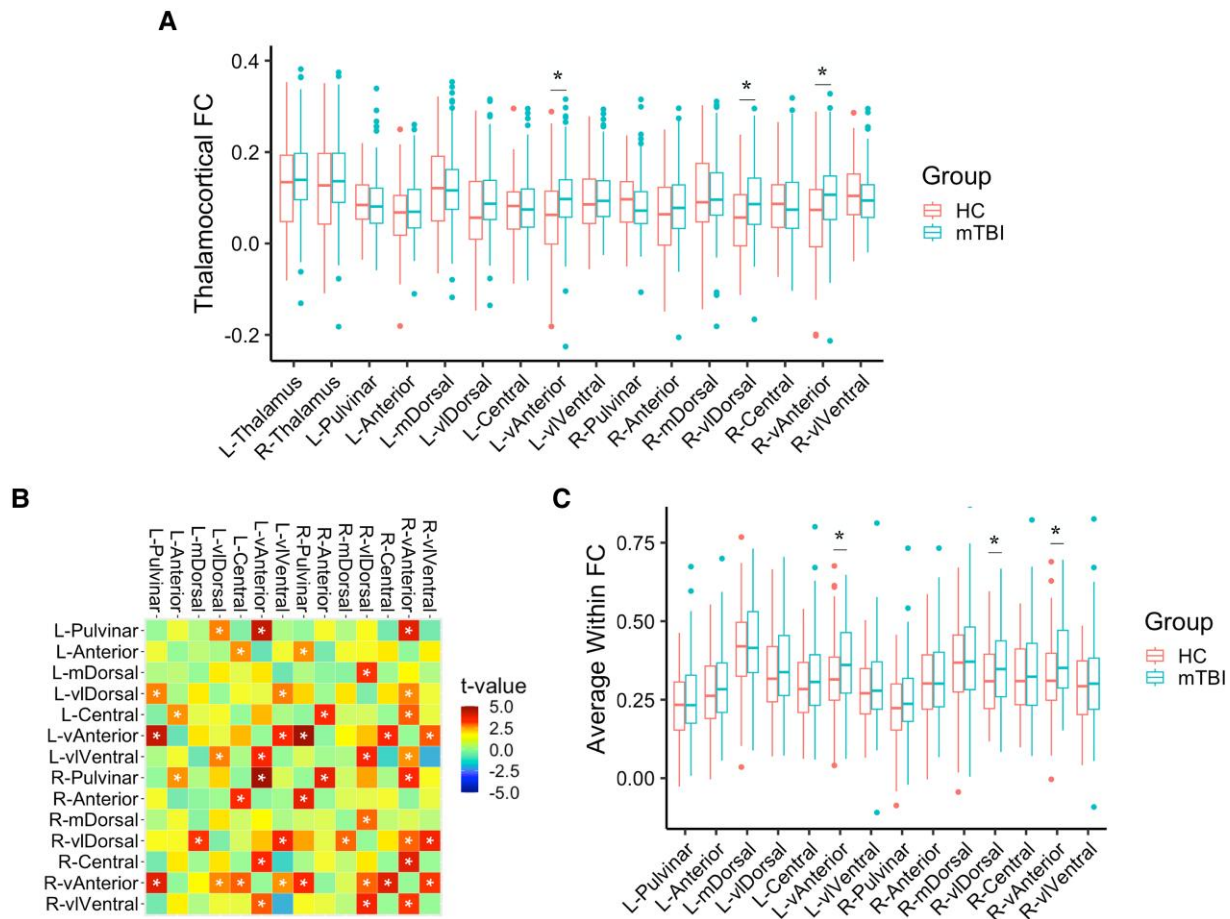 A
Thalamocortical FC
0.4
0.2
0.0
-0.2
*
*
*
L-Thalamus
R-Thalamus
L-Pulvinar
L-Anterior
L-mDorsal
L-vlDorsal
L-Central
L-vAnterior
L-vlVentral
R-Pulvinar
R-Anterior
R-mDorsal
R-vlDorsal
R-Central
R-vAnterior
R-vlVentral
Group
HC
mTBI
B
L-Pulvinar
L-Anterior
L-mDorsal
L-vlDorsal
L-Central
L-vAnterior
L-vlVentral
R-Pulvinar
R-Anterior
R-mDorsal
R-vlDorsal
R-Central
R-vAnterior
R-vlVentral
L-Pulvinar * * *
L-Anterior * *
L-mDorsal *
L-vlDorsal * * *
L-Central * * *
L-vAnterior * * * * *
L-vlVentral * * * *
R-Pulvinar * * * *
R-Anterior * *
R-mDorsal *
R-vlDorsal * * * * *
R-Central * *
R-vAnterior * * * * * * * *
R-vlVentral * * *
t-value
5.0
2.5
0.0
-2.5
-5.0
C
Average Within FC
0.75
0.50
0.25
0.00
*
*
*
L-Pulvinar
L-Anterior
L-mDorsal
L-vlDorsal
L-Central
L-vAnterior
L-vlVentral
R-Pulvinar
R-Anterior
R-mDorsal
R-vlDorsal
R-Central
R-vAnterior
R-vlVentral
Group
HC
mTBI